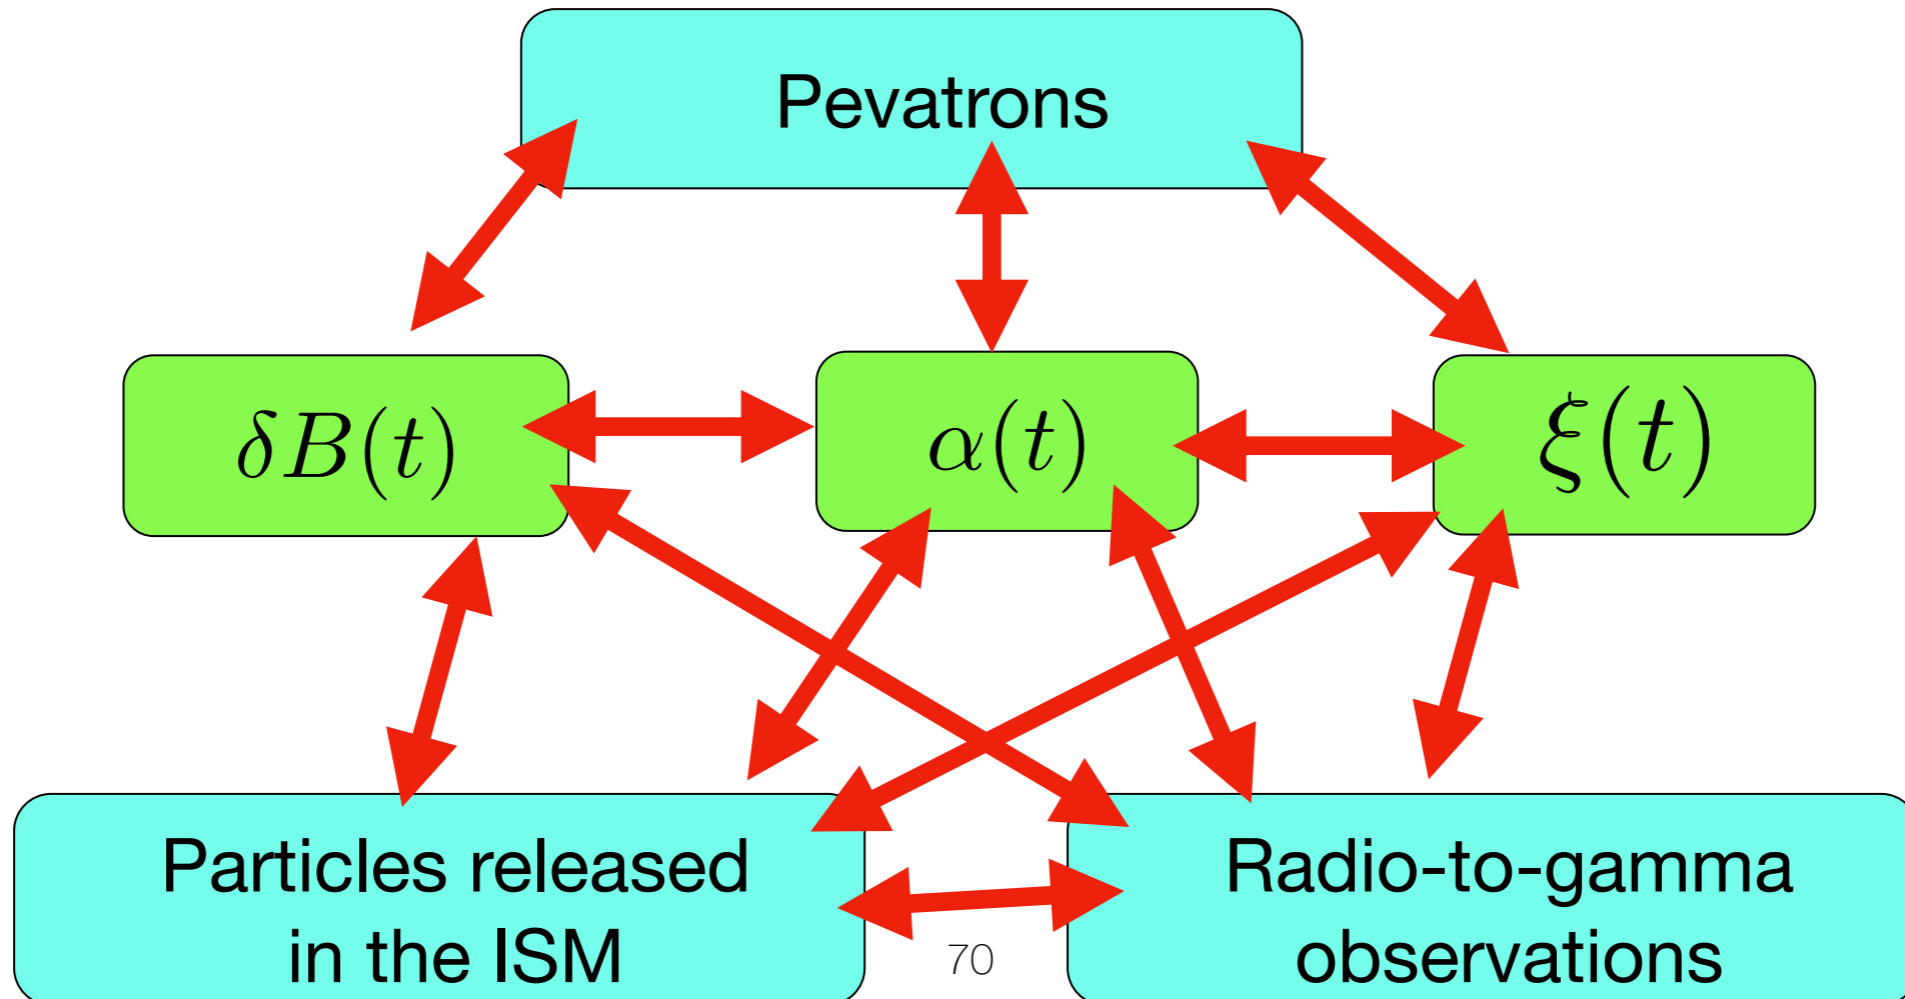 Pevatrons
δB(t)
α(t)
ξ(t)
Particles released
in the ISM
Radio-to-gamma
observations
70